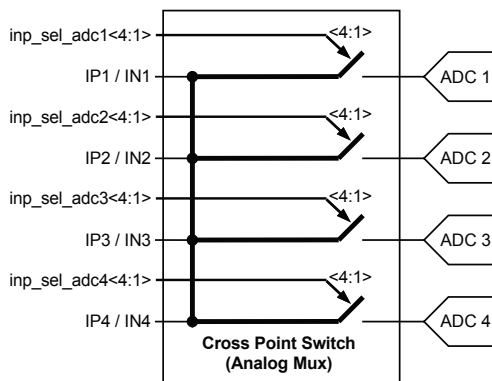 inp_sel_adc1<4:1> <4:1>
IP1 / IN1 ADC 1
inp_sel_adc2<4:1> <4:1>
IP2 / IN2 ADC 2
inp_sel_adc3<4:1> <4:1>
IP3 / IN3 ADC 3
inp_sel_adc4<4:1> <4:1>
IP4 / IN4 ADC 4
Cross Point Switch
(Analog Mux)